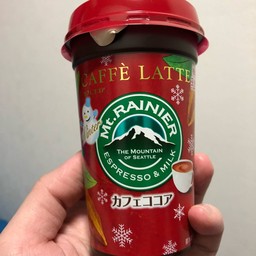 CAFFÈ LATTE
MT. RAINIER
THE MOUNTAIN
OF SEATTLE
ESPRESSO & MILK
カフェココア